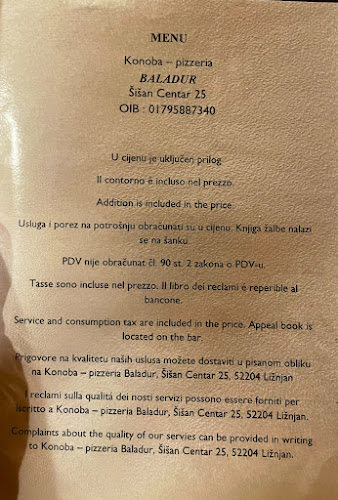 MENU
Konoba – pizzeria
BALADUR
Šišan Centar 25
OIB : 01795887340
U cijenu je uključen prilog.
Il contorno è incluso nel prezzo.
Addition is included in the price.
Usluga i porez na potrošnju obračunati su u cijenu. Knjiga žalbe nalazi
se na šanku.
PDV nije obračunat čl. 90 st. 2 zakona o PDV-u.
Tasse sono incluse nel prezzo. Il libro dei reclami è reperible al
bancone.
Service and consumption tax are included in the price. Appeal book is
located on the bar.
Prigovore na kvalitetu naših uslusa možete dostaviti u pisanom obliku
na Konoba – pizzeria Baladur, Šišan Centar 25, 52204 Ližnjan
I reclami sulla qualità dei nosti servizi possono essere forniti per
iscritto a Konoba – pizzeria Baladur, Šišan Centar 25, 52204 Ližnjan.
Complaints about the quality of our servies can be provided in writing
to Konoba – pizzeria Baladur, Šišan Centar 25, 52204 Ližnjan.